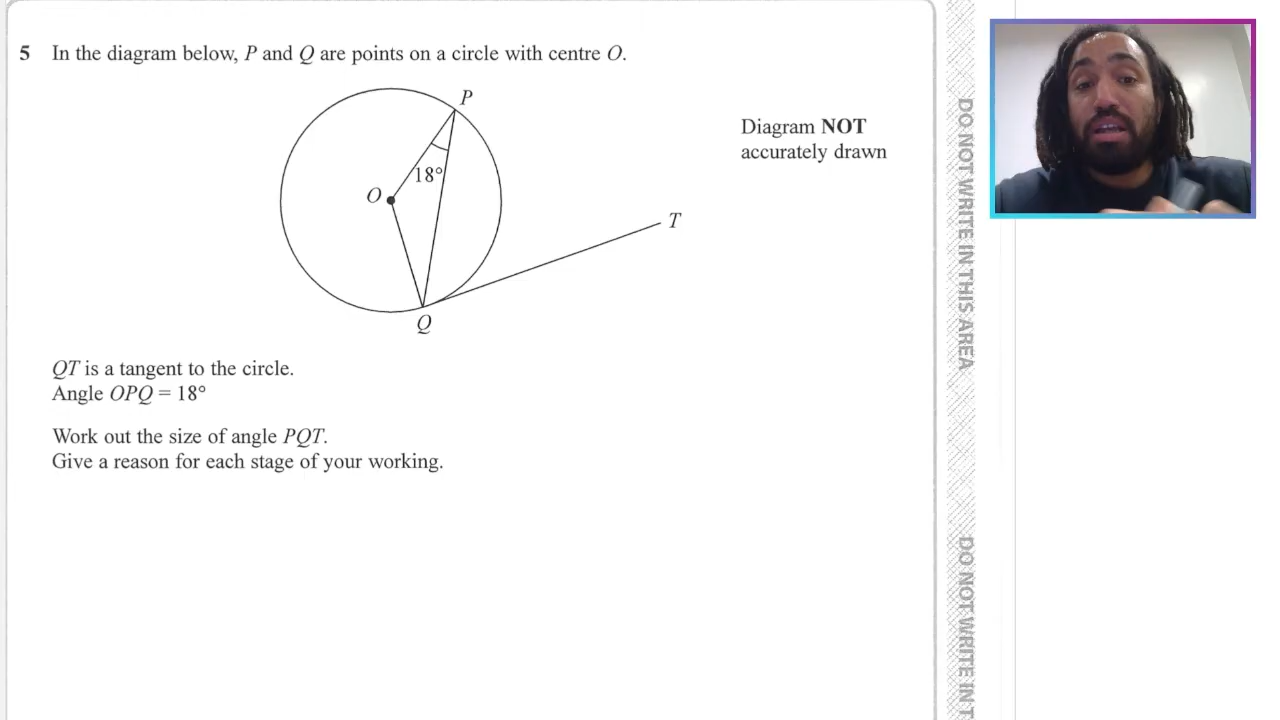 5 In the diagram below, P and Q are points on a circle with centre O.
P
Diagram NOT
accurately drawn
18°
O
T
Q
QT is a tangent to the circle.
Angle OPQ = 18°
Work out the size of angle PQT.
Give a reason for each stage of your working.
DO NOT WRITE IN THIS AREA
DO NOT WRITE IN T